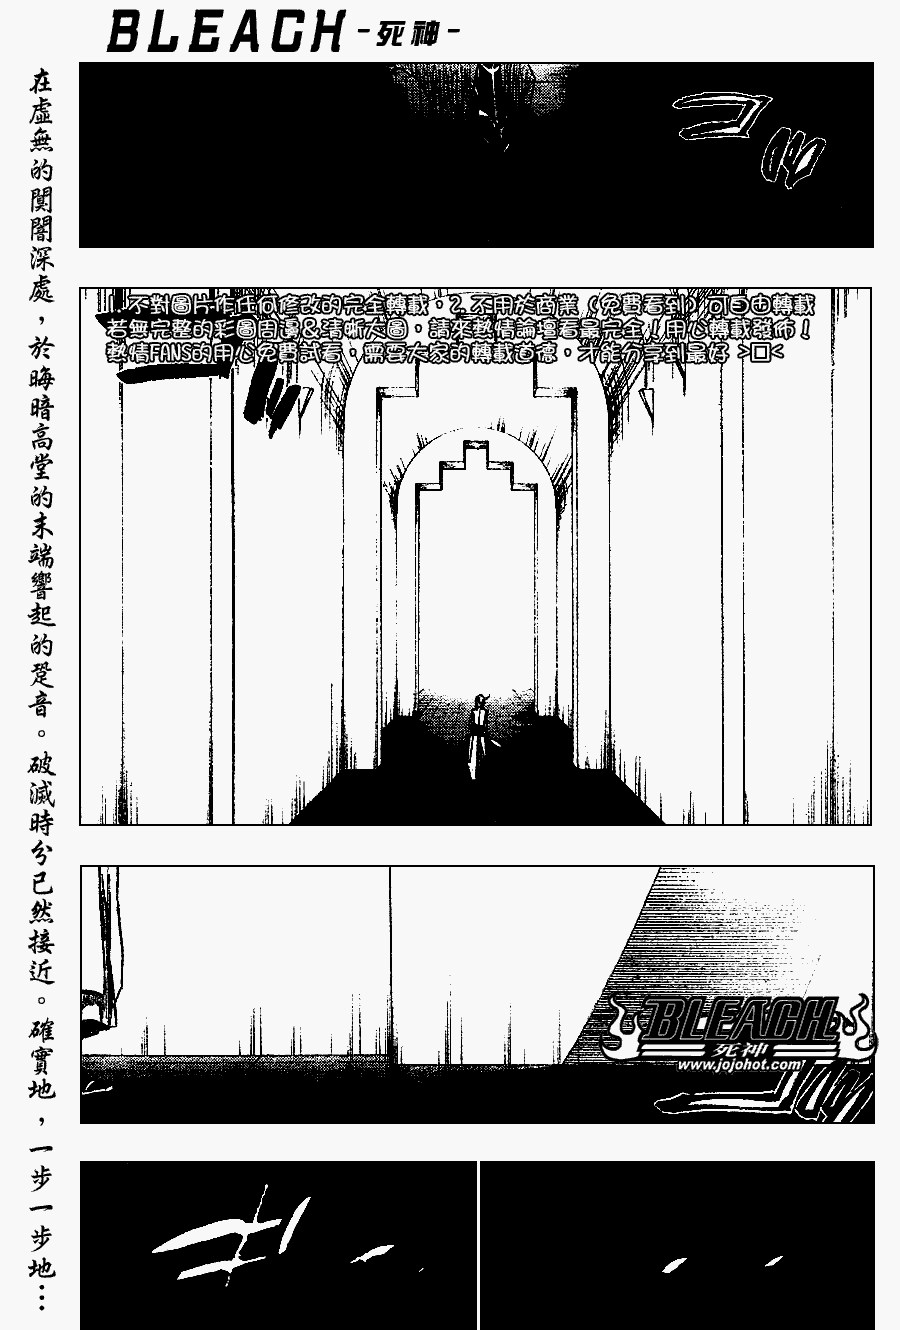 BLEACH -死神-
在虛無的闃闇深處，於晦暗高堂的末端響起的跫音。破滅時分已然接近。確實地，一步一步地…
コツ
1.不對圖片作任何修改的完全轉載，2.不用於商業（免費看到）可自由轉載
若無完整的彩圖周邊&清晰大圖，請來熱情論壇看最完全！用心轉載發佈！
熱情FANS的用心免費試看，需要大家的轉載道德，才能分享到最好 >口<
BLEACH
死神
www.jojohot.com